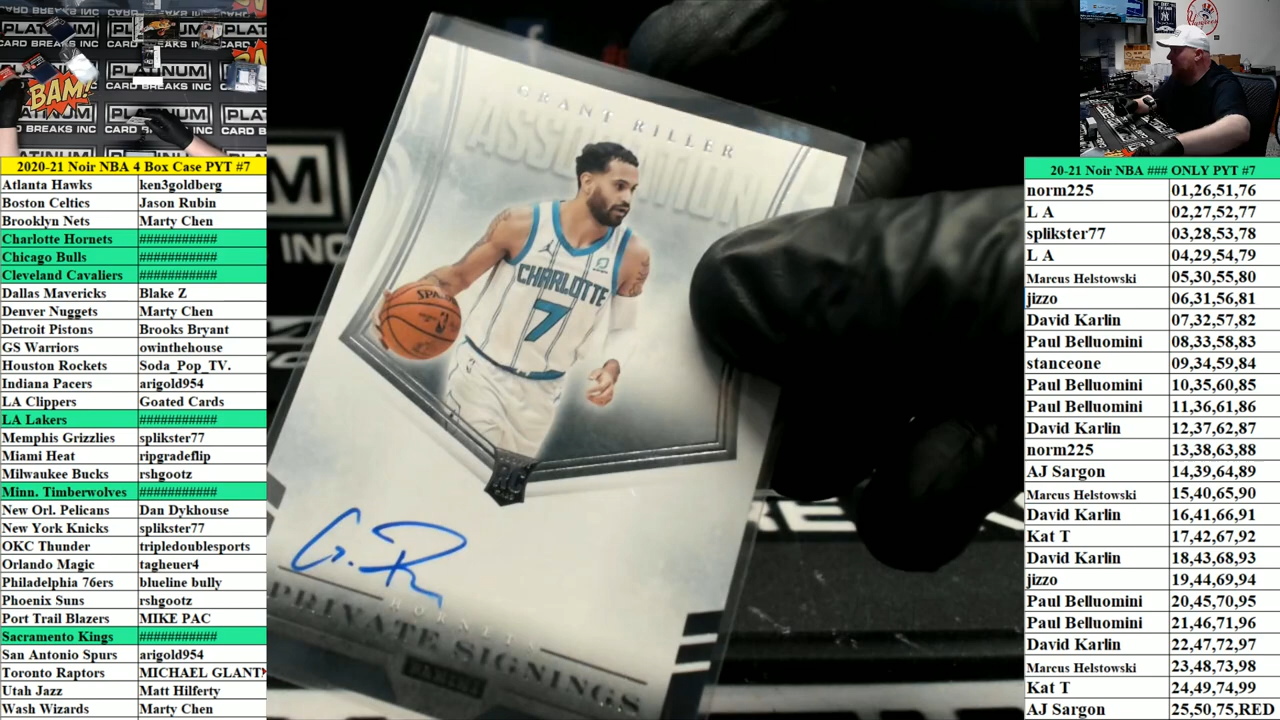 PLATINUM
CARD BREAKS INC
BAM!
2020-21 Noir NBA 4 Box Case PYT #7
Atlanta Hawks ken3goldberg
Boston Celtics Jason Rubin
Brooklyn Nets Marty Chen
Charlotte Hornets ###########
Chicago Bulls ###########
Cleveland Cavaliers ###########
Dallas Mavericks Blake Z
Denver Nuggets Marty Chen
Detroit Pistons Brooks Bryant
GS Warriors owinthehouse
Houston Rockets Soda_Pop_TV.
Indiana Pacers arigold954
LA Clippers Goated Cards
LA Lakers ###########
Memphis Grizzlies splikster77
Miami Heat ripgradeflip
Milwaukee Bucks rshgootz
Minn. Timberwolves ###########
New Orl. Pelicans Dan Dykhouse
New York Knicks splikster77
OKC Thunder tripledoublesports
Orlando Magic tagheuer4
Philadelphia 76ers blueline bully
Phoenix Suns rshgootz
Port Trail Blazers MIKE PAC
Sacramento Kings ###########
San Antonio Spurs arigold954
Toronto Raptors MICHAEL GLANT
Utah Jazz Matt Hilferty
Wash Wizards Marty Chen
GRANT RILLER
SPALD
CHARLOTTE
7
RC
G. R
20-21 Noir NBA ### ONLY PYT #7
norm225 01,26,51,76
L A 02,27,52,77
splikster77 03,28,53,78
L A 04,29,54,79
Marcus Helstowski 05,30,55,80
jizzo 06,31,56,81
David Karlin 07,32,57,82
Paul Belluomini 08,33,58,83
stanceone 09,34,59,84
Paul Belluomini 10,35,60,85
Paul Belluomini 11,36,61,86
David Karlin 12,37,62,87
norm225 13,38,63,88
AJ Sargon 14,39,64,89
Marcus Helstowski 15,40,65,90
David Karlin 16,41,66,91
Kat T 17,42,67,92
David Karlin 18,43,68,93
jizzo 19,44,69,94
Paul Belluomini 20,45,70,95
Paul Belluomini 21,46,71,96
David Karlin 22,47,72,97
Marcus Helstowski 23,48,73,98
Kat T 24,49,74,99
AJ Sargon 25,50,75,RED